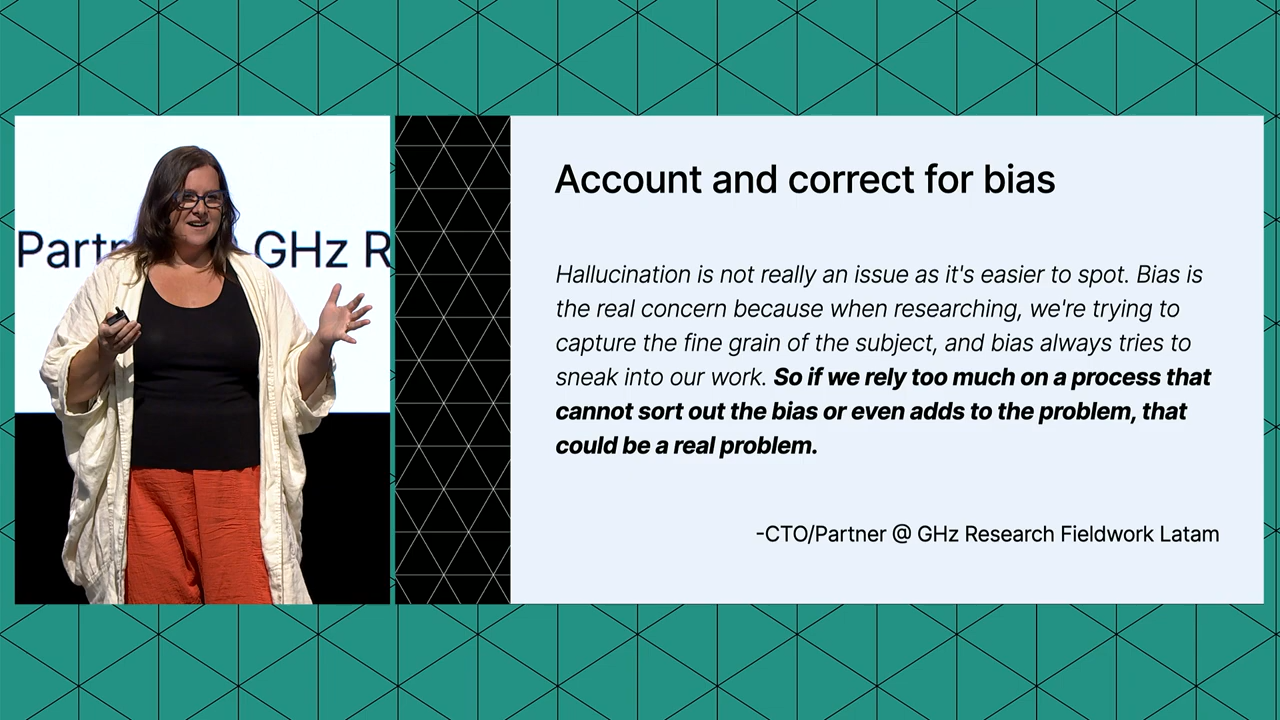 Partn GHz R
Account and correct for bias
Hallucination is not really an issue as it's easier to spot. Bias is
the real concern because when researching, we're trying to
capture the fine grain of the subject, and bias always tries to
sneak into our work. So if we rely too much on a process that
cannot sort out the bias or even adds to the problem, that
could be a real problem.
-CTO/Partner @ GHz Research Fieldwork Latam